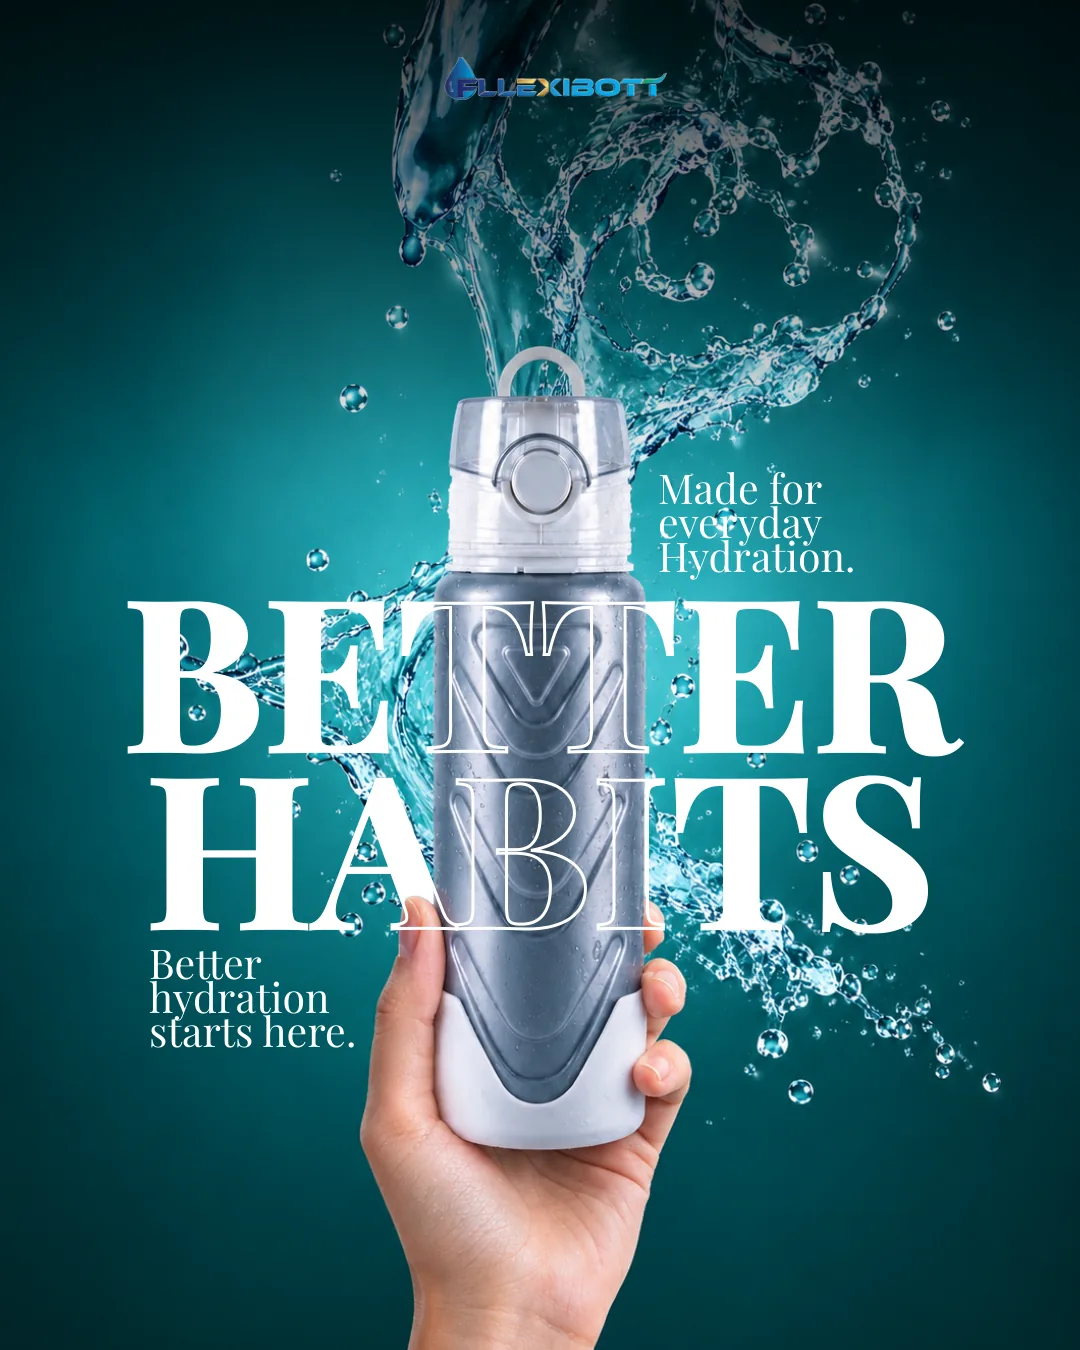 FLLEXIBOTT
Made for
everyday
Hydration.
BETTER
HABITS
Better
hydration
starts here.